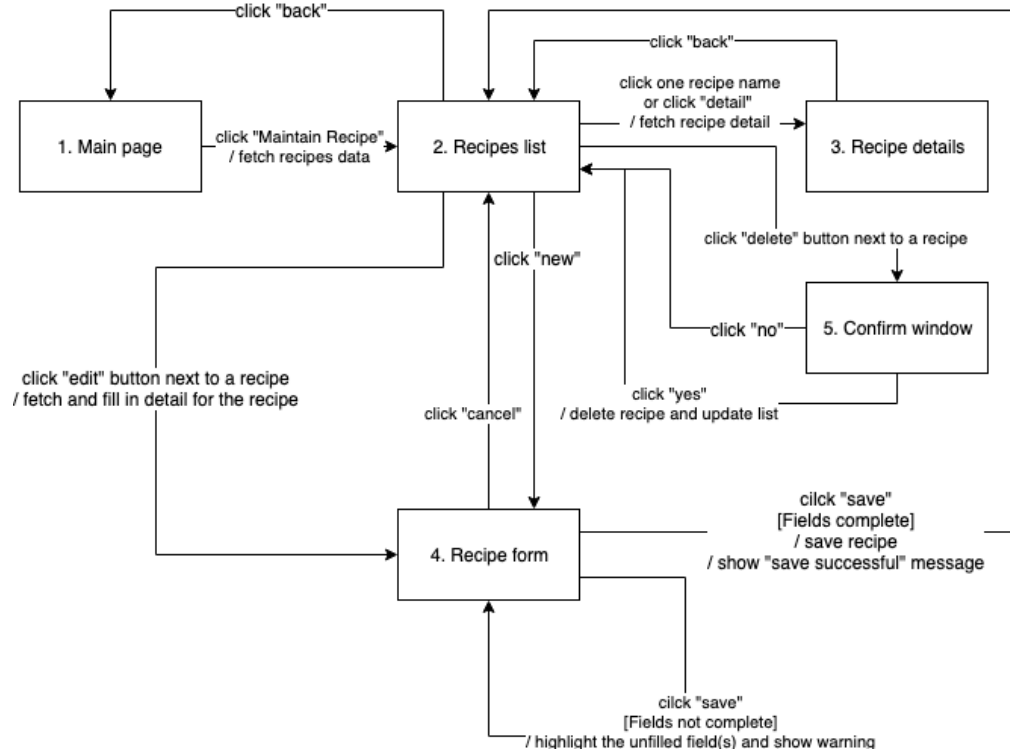 click "back"
click "back"
click one recipe name
or click "detail"
/ fetch recipe detail
1. Main page
click "Maintain Recipe"
/ fetch recipes data
2. Recipes list
3. Recipe details
click "delete" button next to a recipe
click "new"
click "no"
5. Confirm window
click "edit" button next to a recipe
/ fetch and fill in detail for the recipe
click "yes"
/ delete recipe and update list
click "cancel"
cilck "save"
[Fields complete]
/ save recipe
/ show "save successful" message
4. Recipe form
cilck "save"
[Fields not complete]
/ highlight the unfilled field(s) and show warning